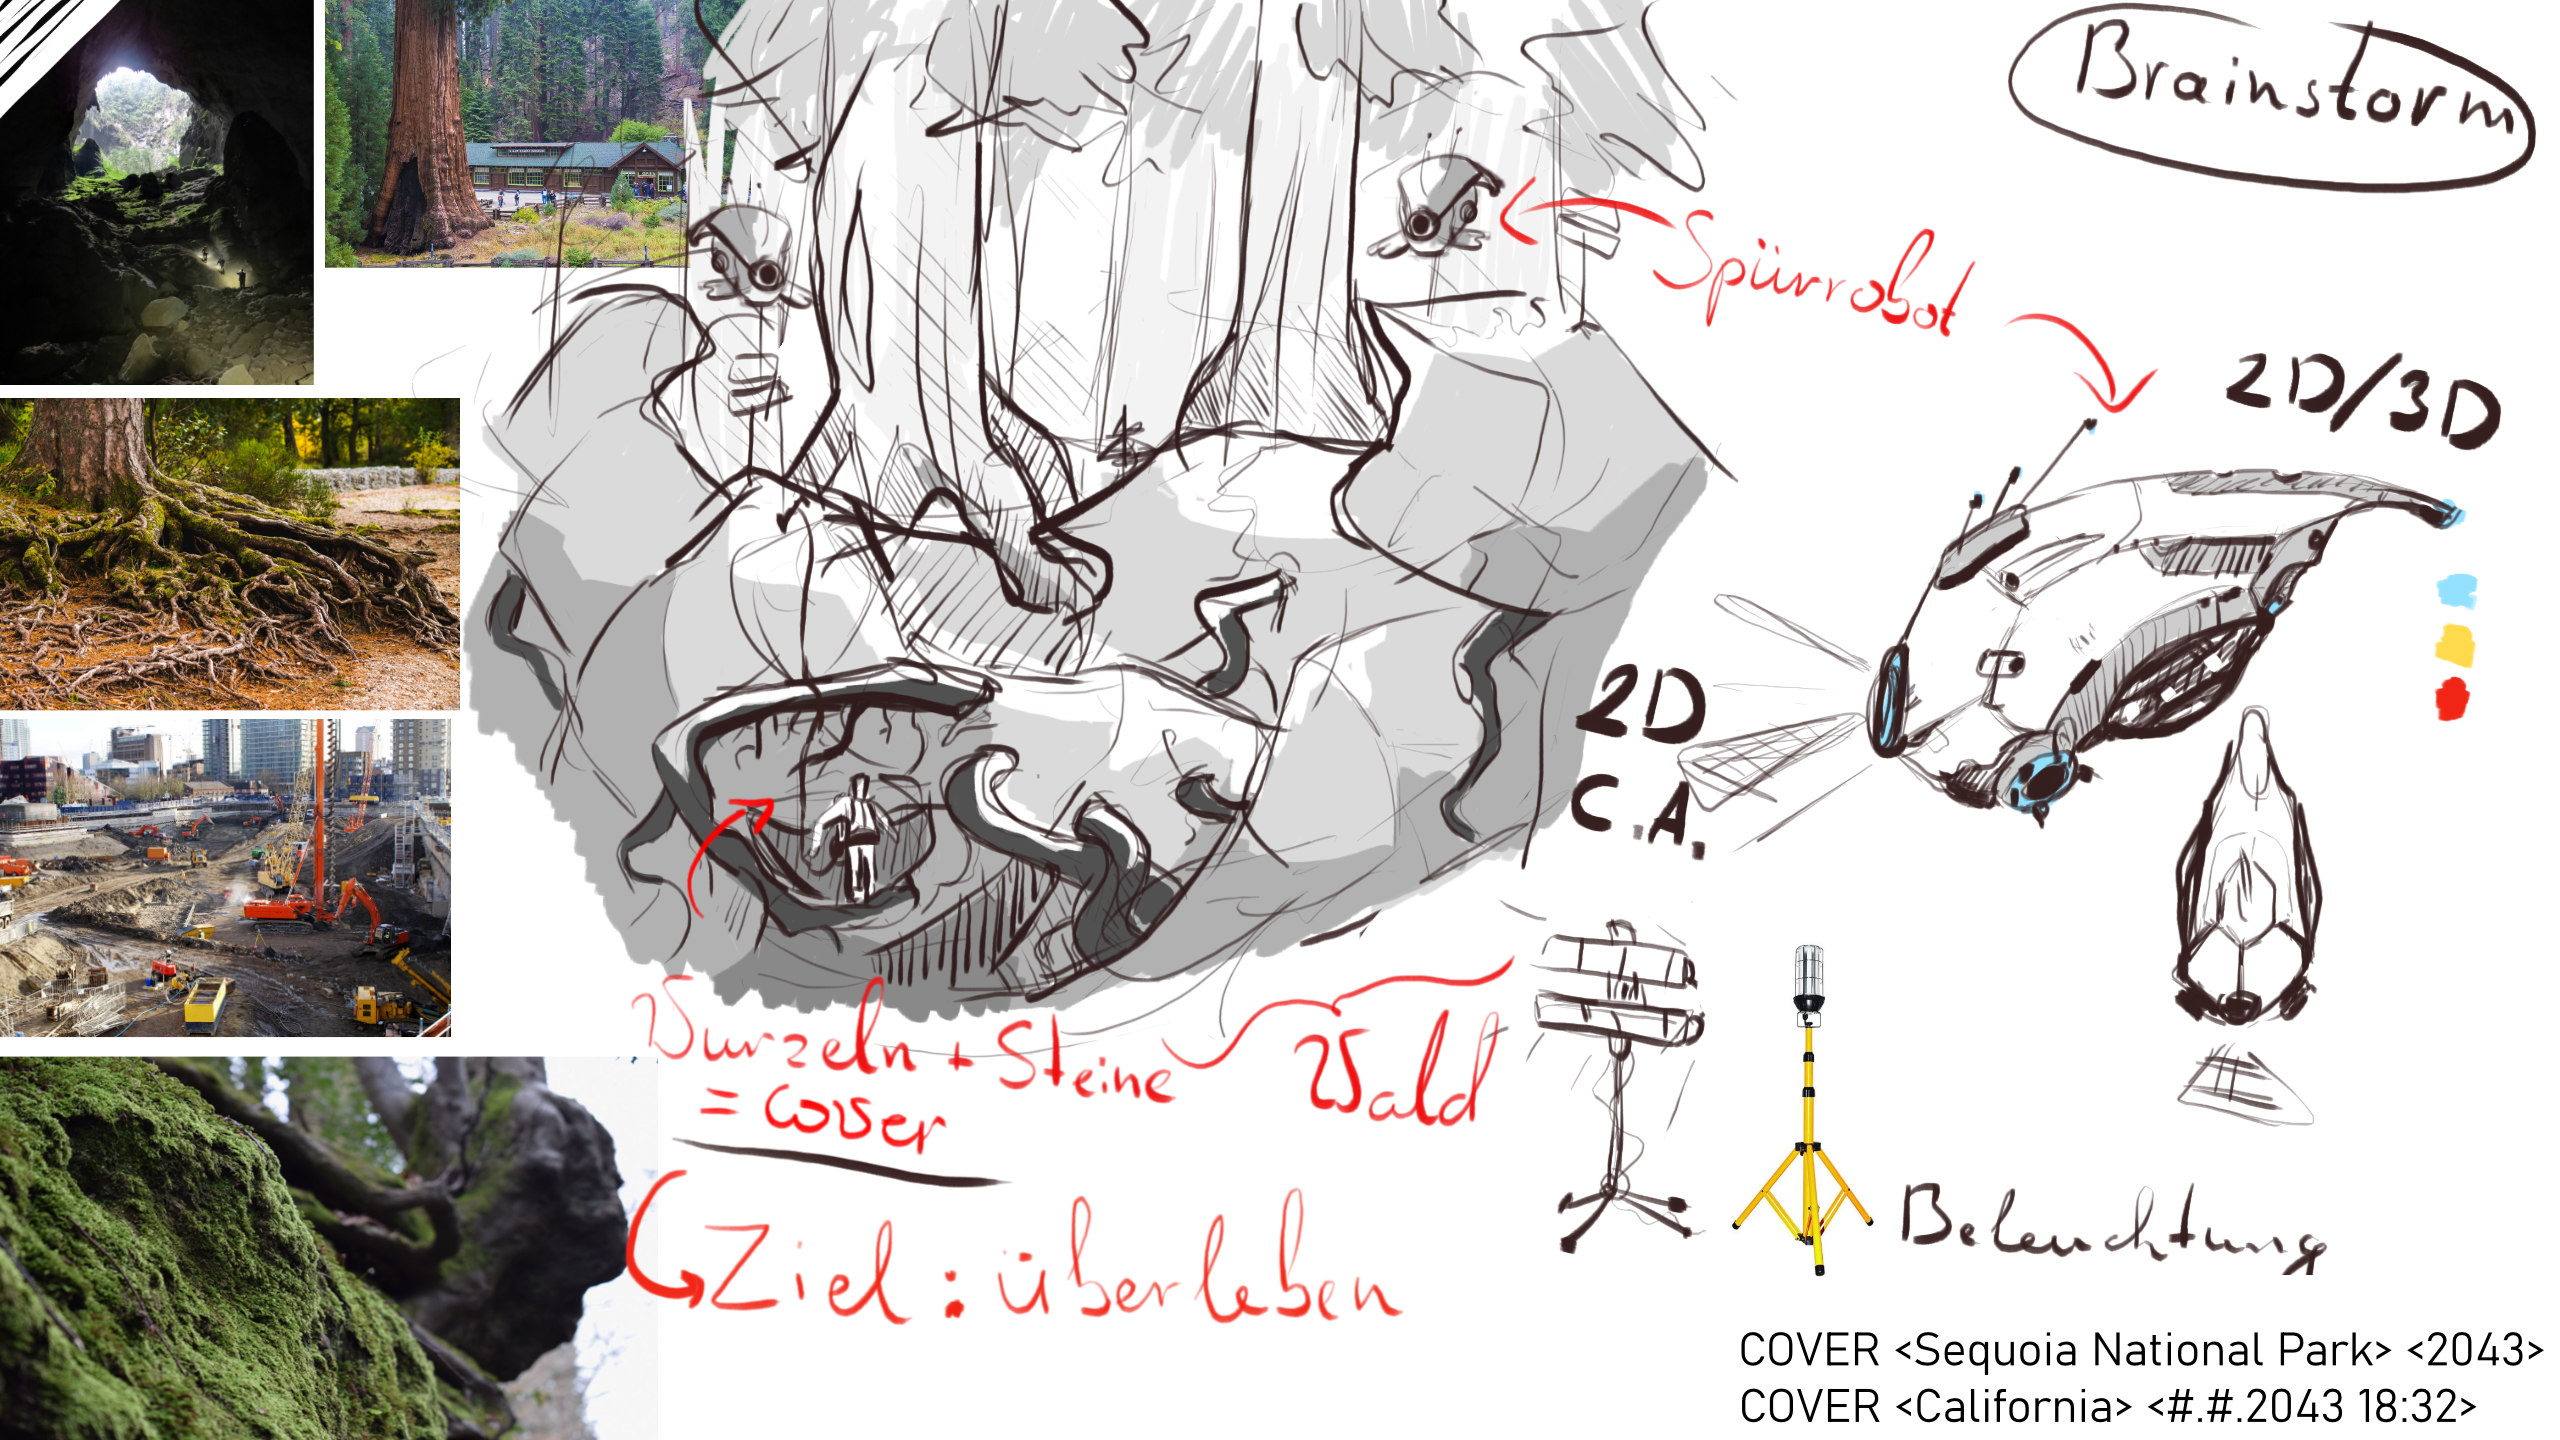 Brainstorm
Spürrobot
2D/3D
2D
C.A.
Wurzeln + Steine
= Cover
Wald
Ziel: überleben
Beleuchtung
COVER <Sequoia National Park> <2043>
COVER <California> <#.#.2043 18:32>